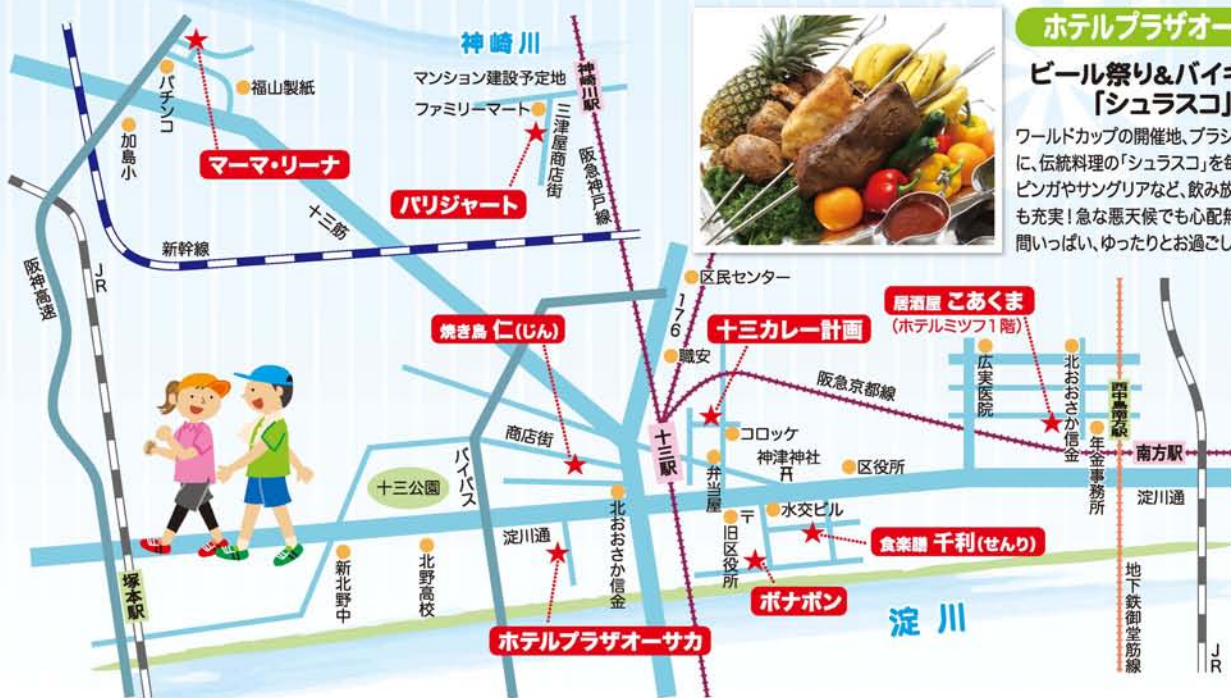 神崎川
マンション建設予定地
ファミリーマート
神崎川駅
三津屋商店街
阪急神戸線
パチンコ
福山製紙
加島小
マーマ・リーナ
パリジャート
十三筋
新幹線
阪神高速
JR
ホテルプラザオー
ビール祭り&バイキ
「シュラスコ」
ワールドカップの開催地、ブラシ
に、伝統料理の「シュラスコ」を毎
ピンガやサングリアなど、飲み放
も充実!急な悪天候でも心配無
間いっぱい、ゆったりとお過ごし
区民センター
176
焼き鳥 仁(じん)
十三カレー計画
居酒屋 こあくま
(ホテルミツフ1階)
職安
阪急京都線
広実医院
北おおさか信金
西中島南方駅
年金事務所
南方駅
淀川通
商店街
バイパス
十三公園
十三駅
コロッケ
神津神社
区役所
弁当屋
淀川通
北おおさか信金
〒
旧区役所
水交ビル
食楽膳 千利(せんり)
ボナポン
塚本駅
新北野中
北野高校
ホテルプラザオーサカ
淀川
地下鉄御堂筋線
JR